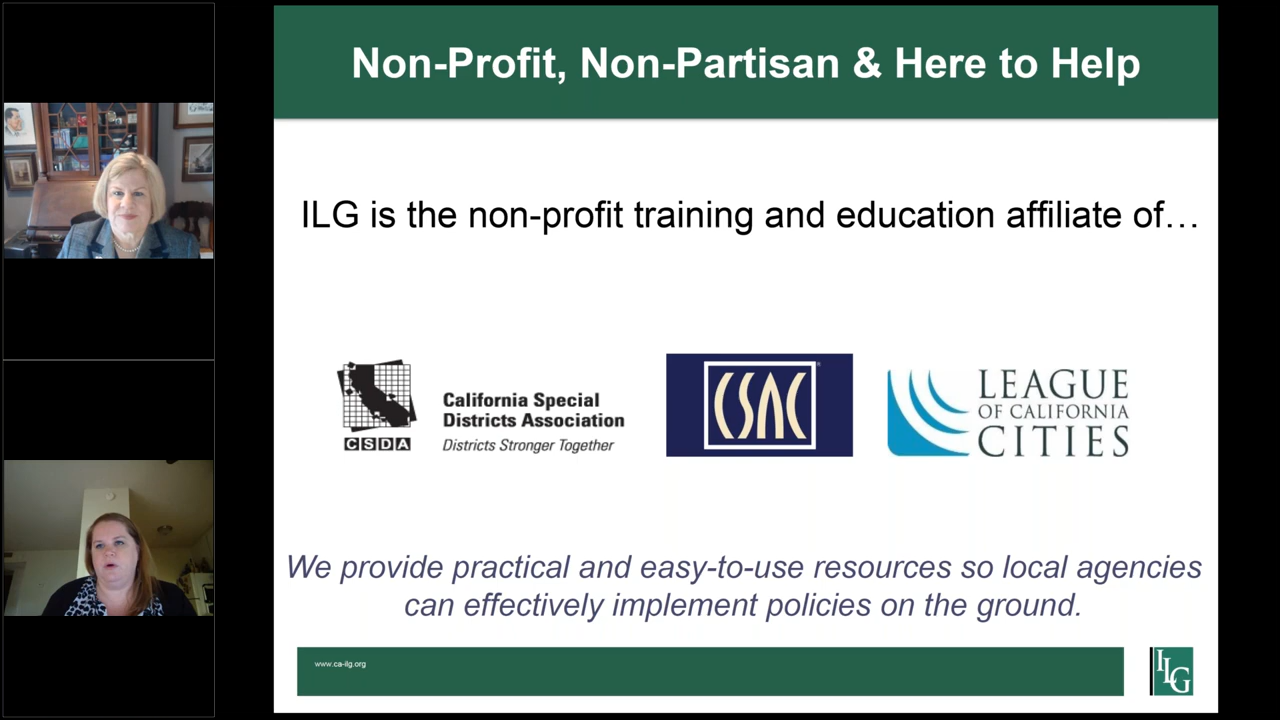 Non-Profit, Non-Partisan & Here to Help
ILG is the non-profit training and education affiliate of…
CSDA
California Special
Districts Association
Districts Stronger Together
CSAC
LEAGUE
OF CALIFORNIA
CITIES
We provide practical and easy-to-use resources so local agencies
can effectively implement policies on the ground.
www.ca-ilg.org
ILG